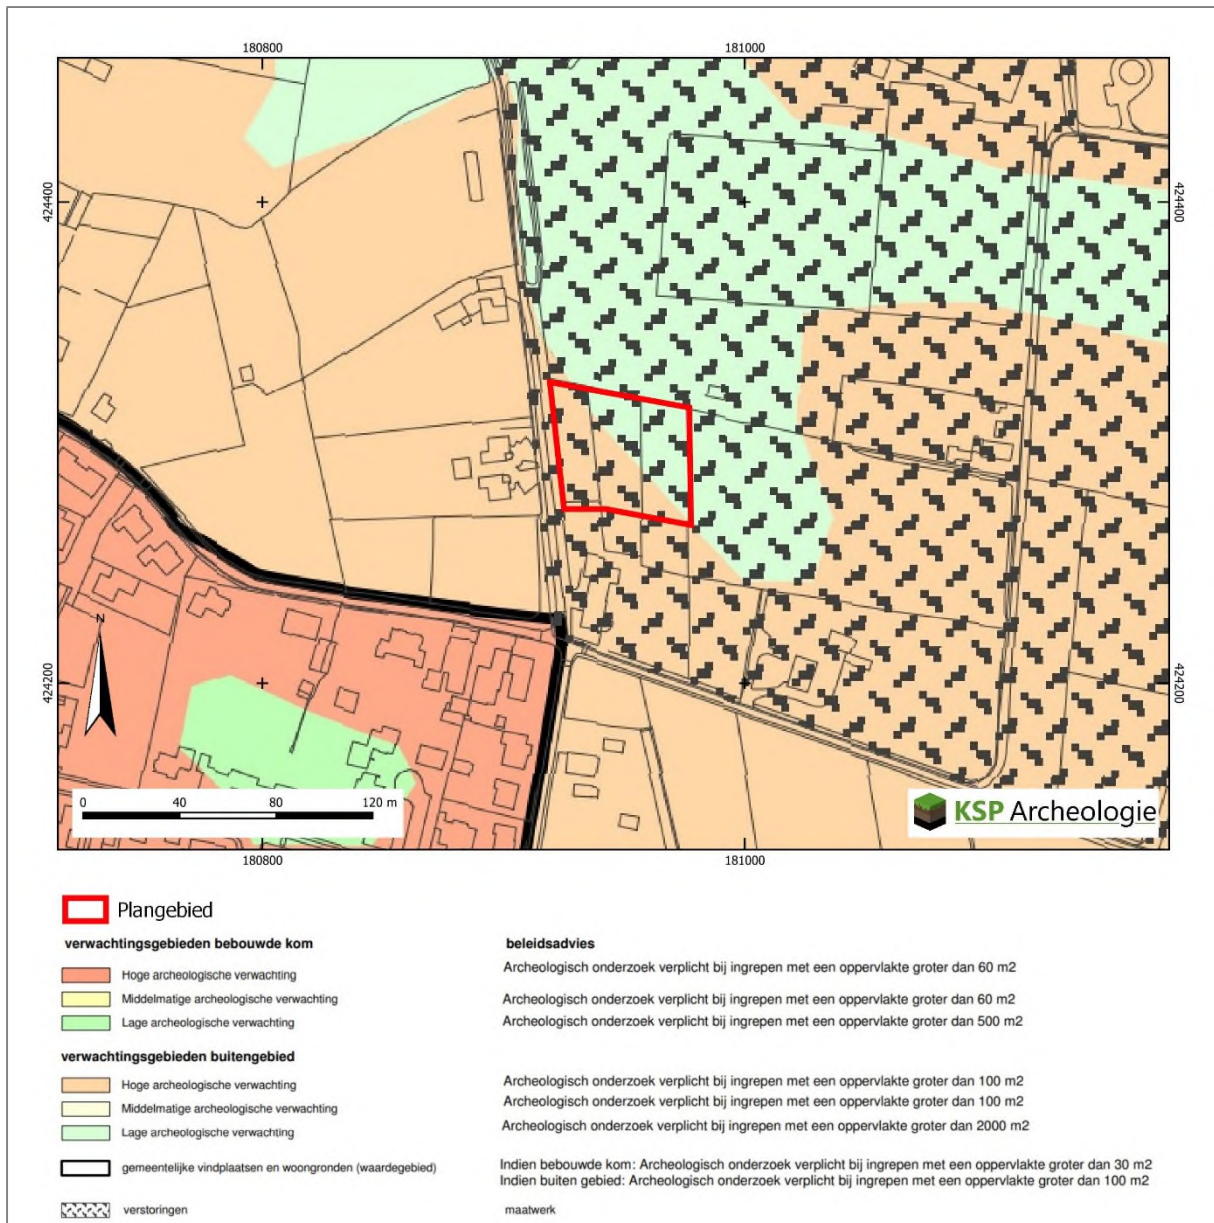 180800 181000
424400 424400
424200 424200
N
0 40 80 120 m
KSP Archeologie
180800 181000
Plangebied
verwachtingsgebieden bebouwde kom beleidsadvies
Hoge archeologische verwachting Archeologisch onderzoek verplicht bij ingrepen met een oppervlakte groter dan 60 m2
Middelmatige archeologische verwachting Archeologisch onderzoek verplicht bij ingrepen met een oppervlakte groter dan 60 m2
Lage archeologische verwachting Archeologisch onderzoek verplicht bij ingrepen met een oppervlakte groter dan 500 m2
verwachtingsgebieden buitengebied
Hoge archeologische verwachting Archeologisch onderzoek verplicht bij ingrepen met een oppervlakte groter dan 100 m2
Middelmatige archeologische verwachting Archeologisch onderzoek verplicht bij ingrepen met een oppervlakte groter dan 100 m2
Lage archeologische verwachting Archeologisch onderzoek verplicht bij ingrepen met een oppervlakte groter dan 2000 m2
gemeentelijke vindplaatsen en woongronden (waardegebied) Indien bebouwde kom: Archeologisch onderzoek verplicht bij ingrepen met een oppervlakte groter dan 30 m2
Indien buiten gebied: Archeologisch onderzoek verplicht bij ingrepen met een oppervlakte groter dan 100 m2
verstoringen maatwerk